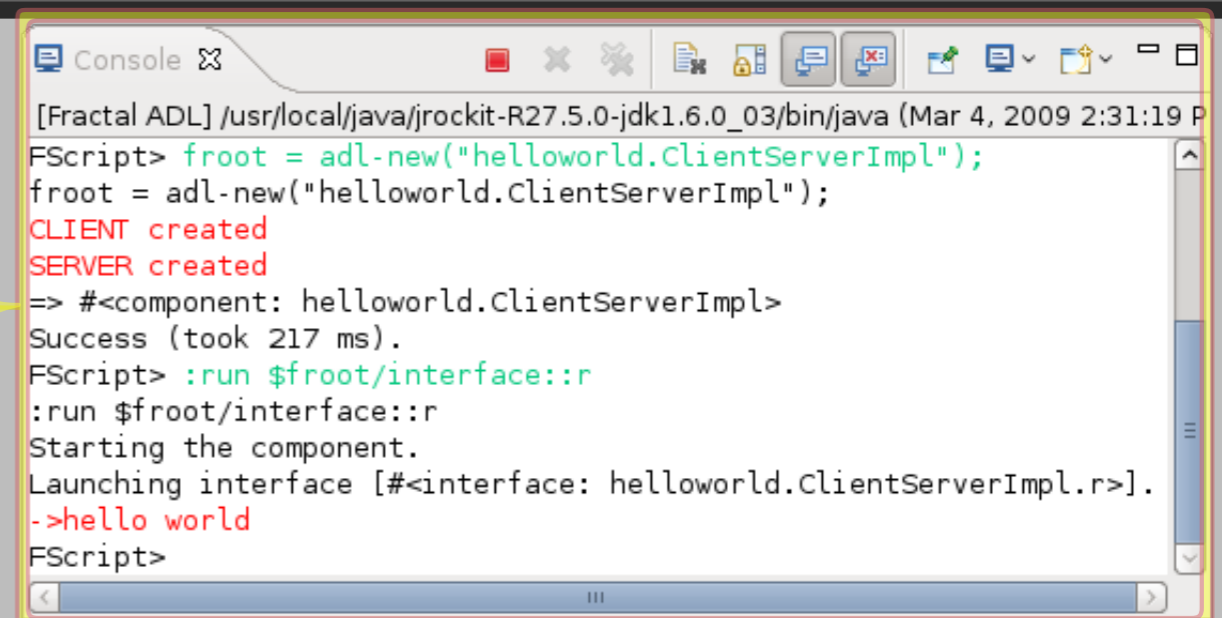 Console
[Fractal ADL] /usr/local/java/jrockit-R27.5.0-jdk1.6.0_03/bin/java (Mar 4, 2009 2:31:19 P
FScript> froot = adl-new("helloworld.ClientServerImpl");
froot = adl-new("helloworld.ClientServerImpl");
CLIENT created
SERVER created
=> #<component: helloworld.ClientServerImpl>
Success (took 217 ms).
FScript> :run $froot/interface::r
:run $froot/interface::r
Starting the component.
Launching interface [#<interface: helloworld.ClientServerImpl.r>].
->hello world
FScript>